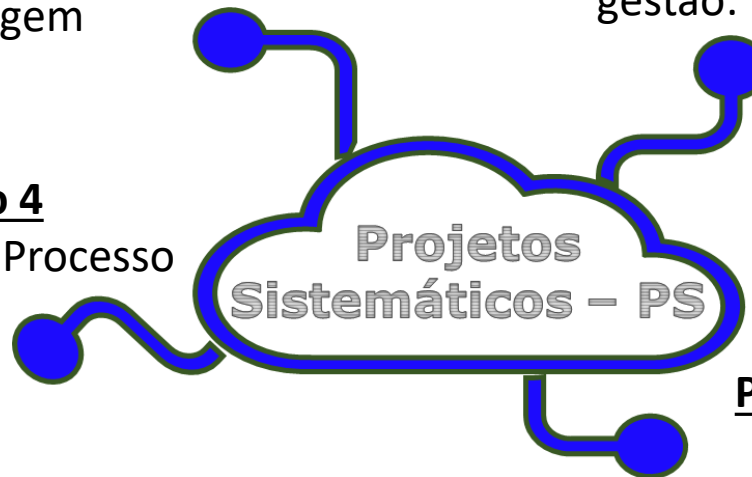 gem
gestão.
o 4
Processo
Projetos
Sistemáticos – PS
P